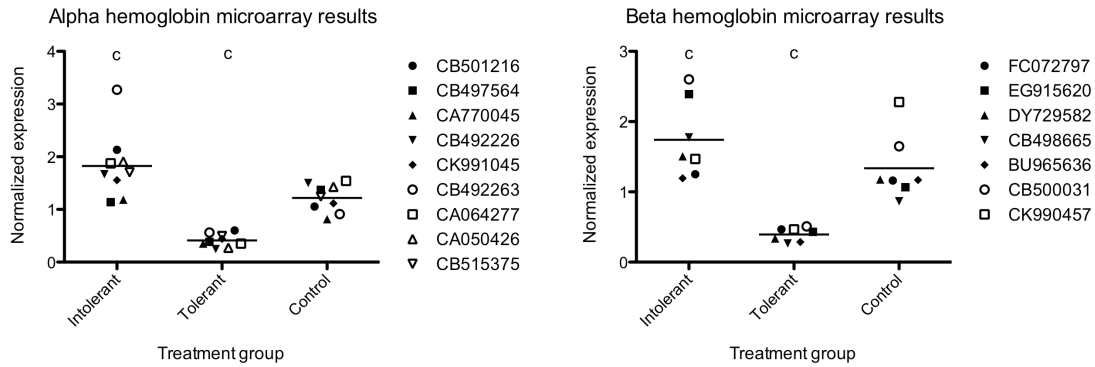 Alpha hemoglobin microarray results
Normalized expression
4
3
2
1
0
c
c
Intolerant
Tolerant
Control
Treatment group
CB501216
CB497564
CA770045
CB492226
CK991045
CB492263
CA064277
CA050426
CB515375
Beta hemoglobin microarray results
Normalized expression
3
2
1
0
c
c
Intolerant
Tolerant
Control
Treatment group
FC072797
EG915620
DY729582
CB498665
BU965636
CB500031
CK990457